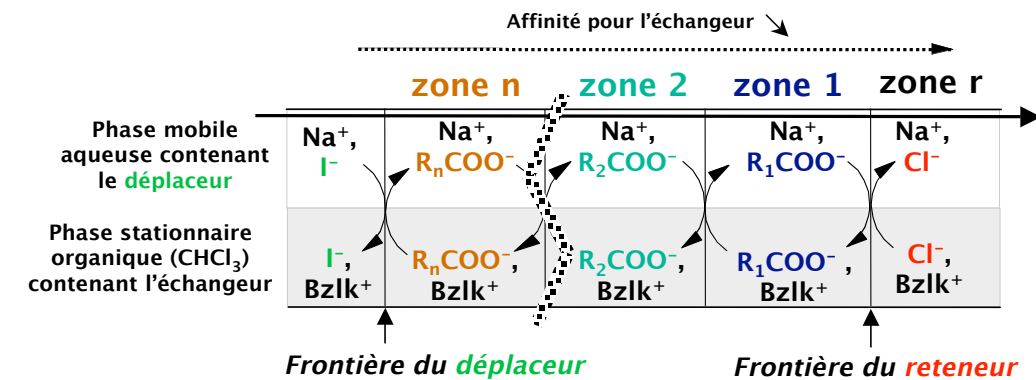 Affinité pour l'échangeur
zone n zone 2 zone 1 zone r
Phase mobile
aqueuse contenant
le déplaceur
Na⁺, Na⁺, Na⁺, Na⁺, Na⁺,
I⁻ RₙCOO⁻ R₂COO⁻ R₁COO⁻ Cl⁻
Phase stationnaire
organique (CHCl₃)
contenant l'échangeur
I⁻, RₙCOO⁻, R₂COO⁻, R₁COO⁻, Cl⁻,
Bzlk⁺ Bzlk⁺ Bzlk⁺ Bzlk⁺ Bzlk⁺
Frontière du déplaceur Frontière du reteneur